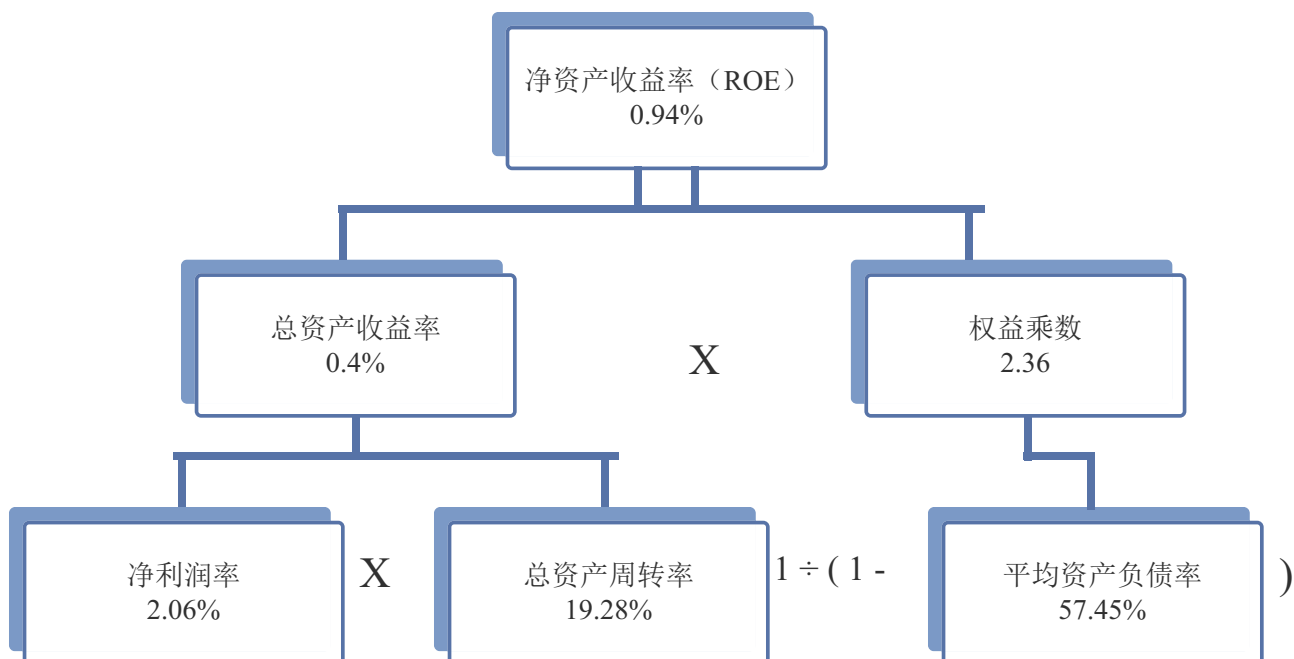 净资产收益率（ROE）
0.94%
总资产收益率
0.4%
X
权益乘数
2.36
净利润率
2.06%
X
总资产周转率
19.28%
1 ÷ ( 1 -
平均资产负债率
57.45%
)